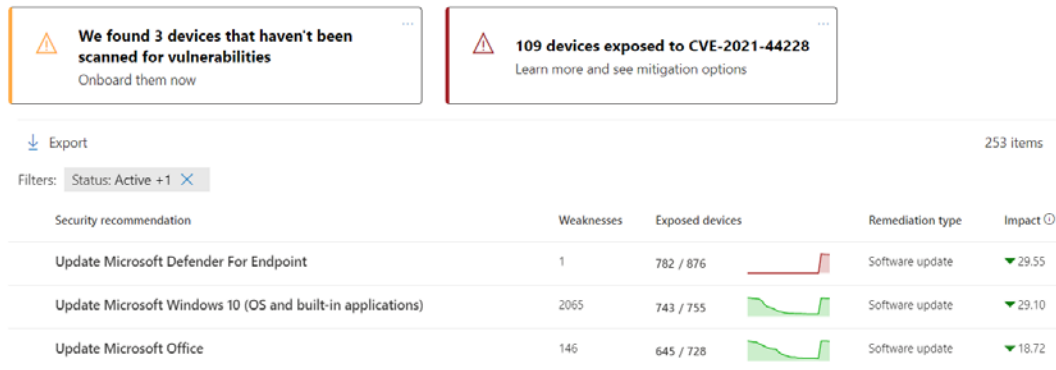 We found 3 devices that haven't been
scanned for vulnerabilities
Onboard them now
109 devices exposed to CVE-2021-44228
Learn more and see mitigation options
Export
253 items
Filters: Status: Active +1
Security recommendation Weaknesses Exposed devices Remediation type Impact
Update Microsoft Defender For Endpoint 1 782 / 876 Software update 29.55
Update Microsoft Windows 10 (OS and built-in applications) 2065 743 / 755 Software update 29.10
Update Microsoft Office 146 645 / 728 Software update 18.72